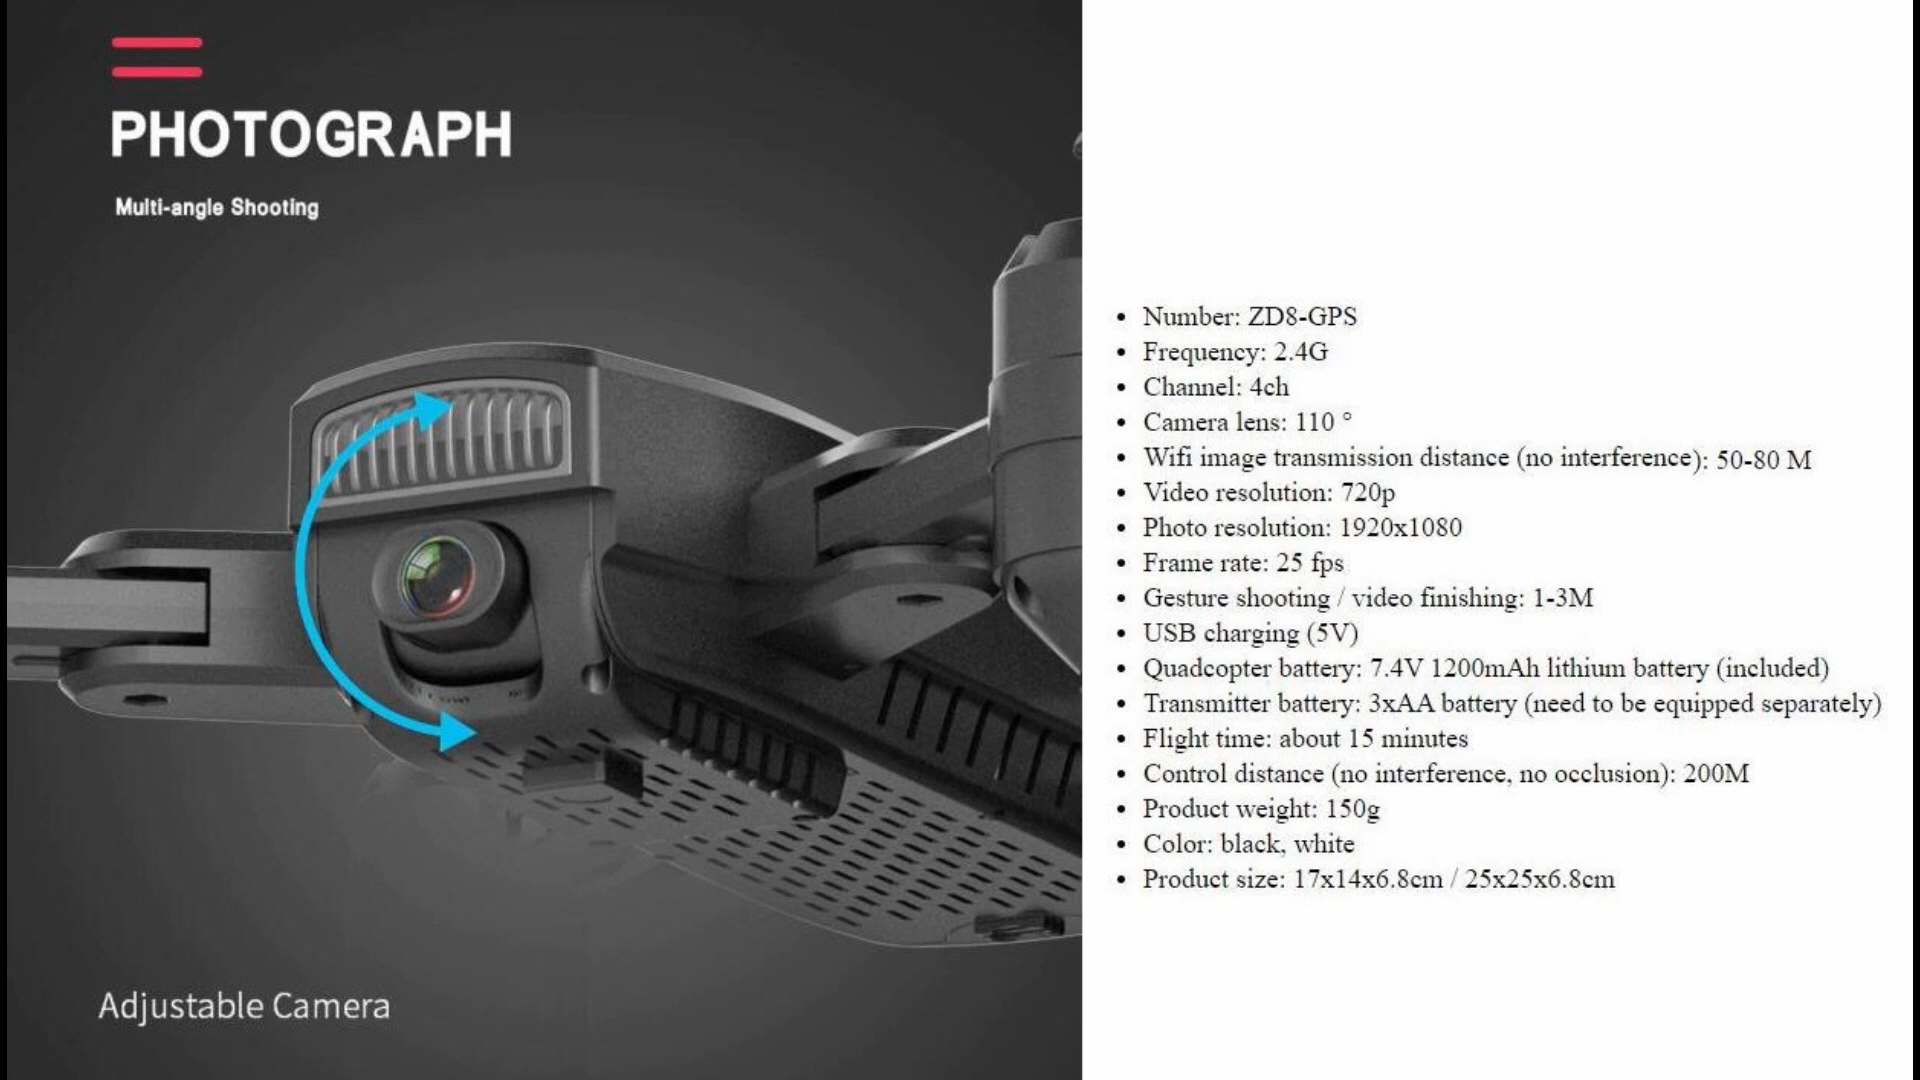 PHOTOGRAPH
Multi-angle Shooting
Adjustable Camera
• Number: ZD8-GPS
• Frequency: 2.4G
• Channel: 4ch
• Camera lens: 110 °
• Wifi image transmission distance (no interference): 50-80 M
• Video resolution: 720p
• Photo resolution: 1920x1080
• Frame rate: 25 fps
• Gesture shooting / video finishing: 1-3M
• USB charging (5V)
• Quadcopter battery: 7.4V 1200mAh lithium battery (included)
• Transmitter battery: 3xAA battery (need to be equipped separately)
• Flight time: about 15 minutes
• Control distance (no interference, no occlusion): 200M
• Product weight: 150g
• Color: black, white
• Product size: 17x14x6.8cm / 25x25x6.8cm